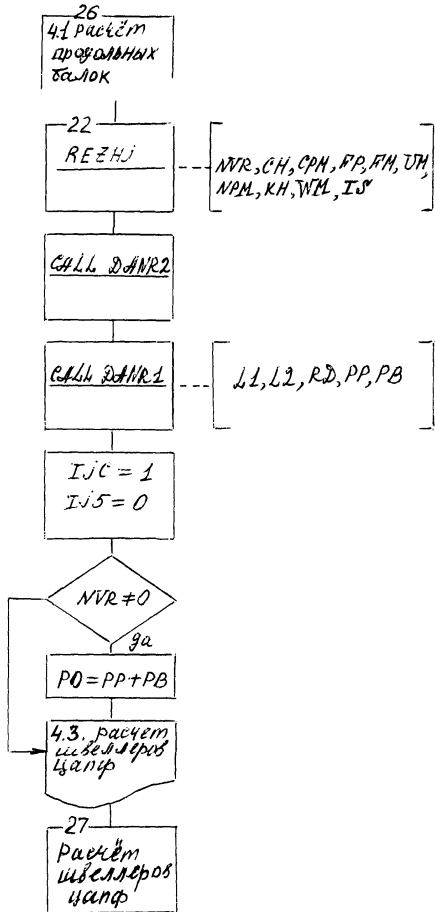 26
4.1 Расчёт
продольных
балок
22
REZHj
NVR, CH, CPM, FP, FM, UM,
NPM, KH, WM, IS
CALL DANR2
CALL DANR1
L1, L2, RD, PP, PB
IjC = 1
Ij5 = 0
NVR ≠ 0
да
PO = PP + PB
4.3. Расчет
швеллеров
цапф
27
Расчёт
швеллеров
цапф